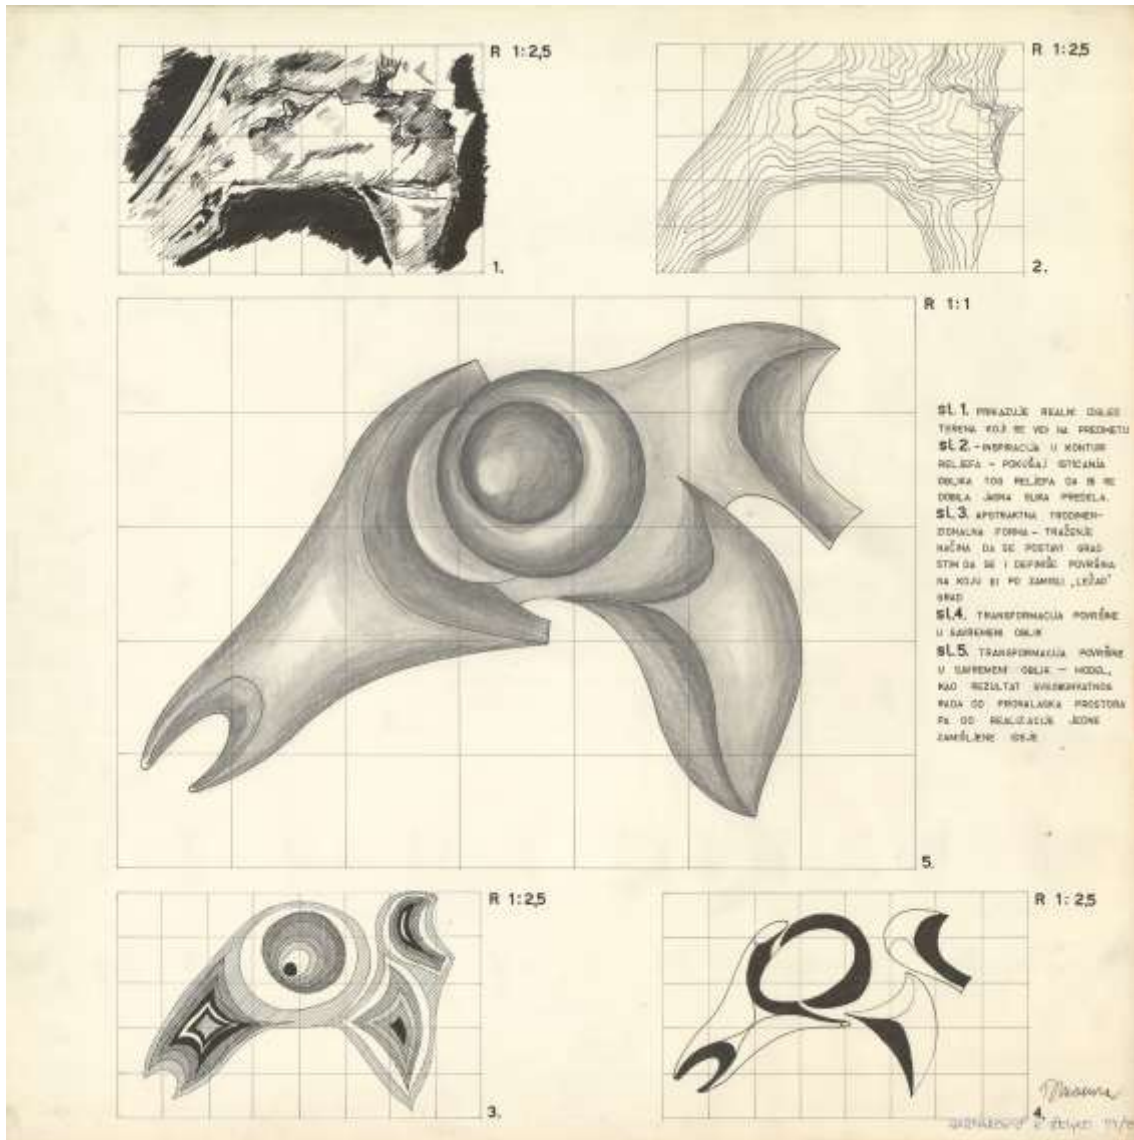 R 1:2,5
1.
R 1:2,5
2.
R 1:1
5.
sl.1. PRIKAZUJE REALNI IZGLED
TERENA KOJI SE VIDI NA PREDMETU
sl.2. - INSPIRACIJA U KONTURI
RELJEFA - POKUŠAJ ISTICANJA
OBLIKA TOG RELJEFA DA BI SE
DOBILA JASNA SLIKA PREDELA.
sl.3. APSTRAKTNA TRODIMEN-
ZIONALNA FORMA - TRAŽENJE
NAČINA DA SE POSTAVI GRAD
STIM DA SE I DEFINIŠE POVRŠINA
NA KOJU BI PO ZAMISLI „LEŽAO"
GRAD
sl.4. TRANSFORMACIJA POVRŠINE
U SAVREMENI OBLIK
sl.5. TRANSFORMACIJA POVRŠINE
U SAVREMENI OBLIK - MODEL,
KAO REZULTAT
RADA OD PRONALASKA PROSTORA
PA DO REALIZACIJE JEDNE
ZAMIŠLJENE IDEJE
R 1:2,5
3.
R 1:2,5
4.